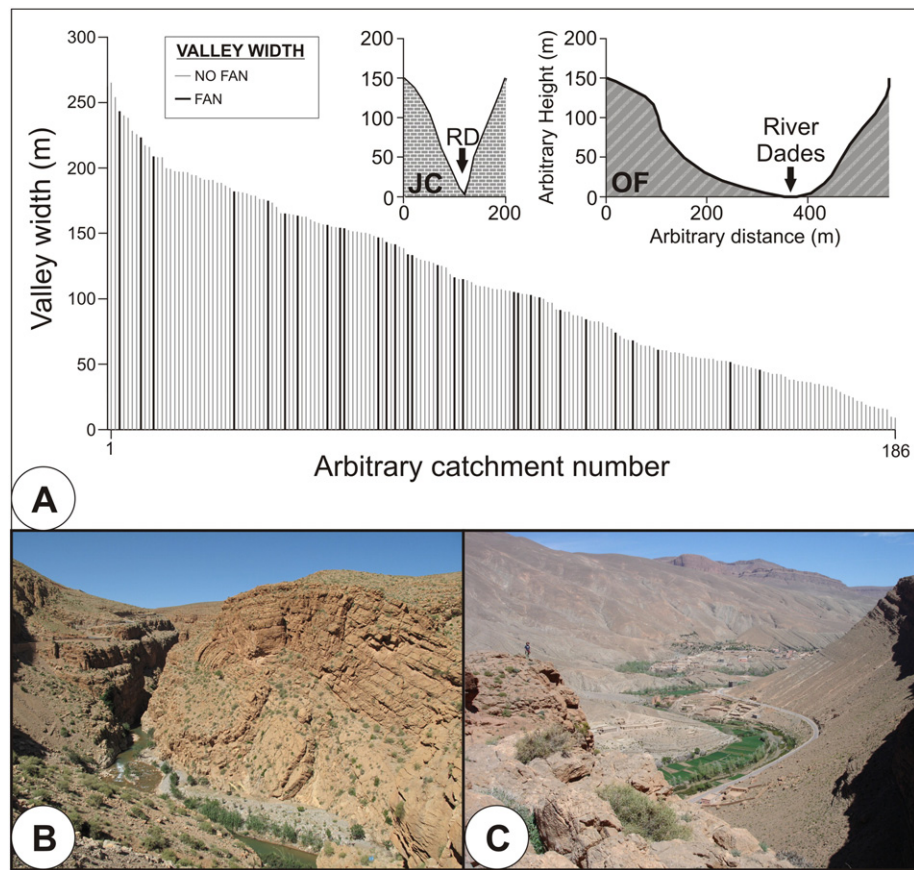 VALLEY WIDTH
NO FAN
FAN
Valley width (m)
300
250
200
150
100
50
0
1
186
Arbitrary catchment number
200
150
100
50
0
JC
RD
0
200
Arbitrary Height (m)
200
150
100
50
0
OF
River
Dades
0
200
400
Arbitrary distance (m)
A
B
C